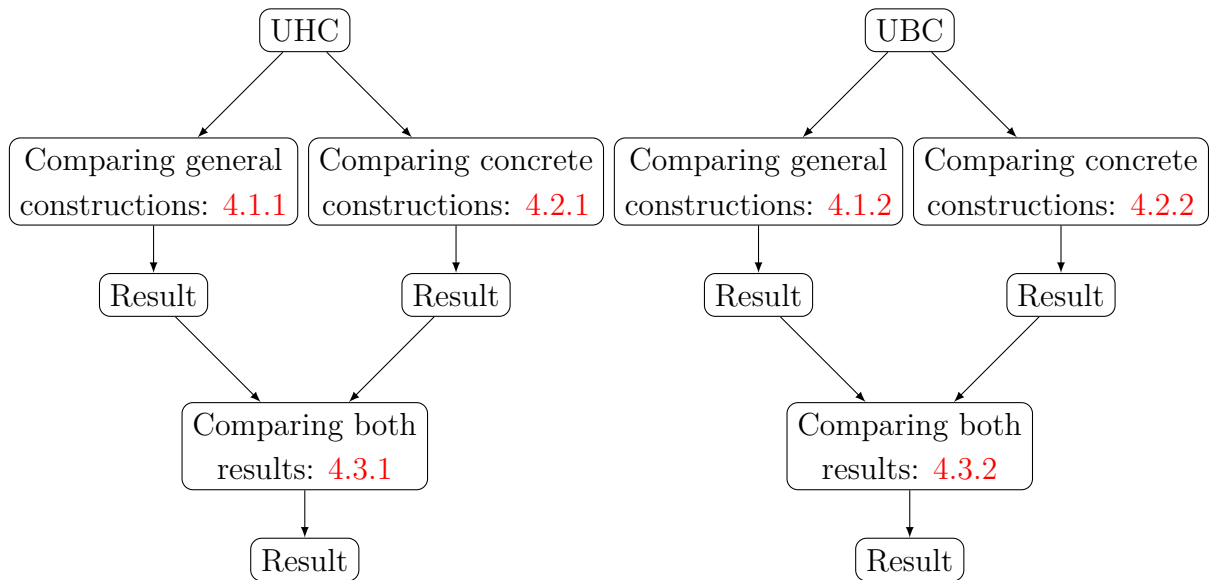 UHC
UBC
Comparing general
constructions: 4.1.1
Comparing concrete
constructions: 4.2.1
Comparing general
constructions: 4.1.2
Comparing concrete
constructions: 4.2.2
Result
Result
Result
Result
Comparing both
results: 4.3.1
Comparing both
results: 4.3.2
Result
Result